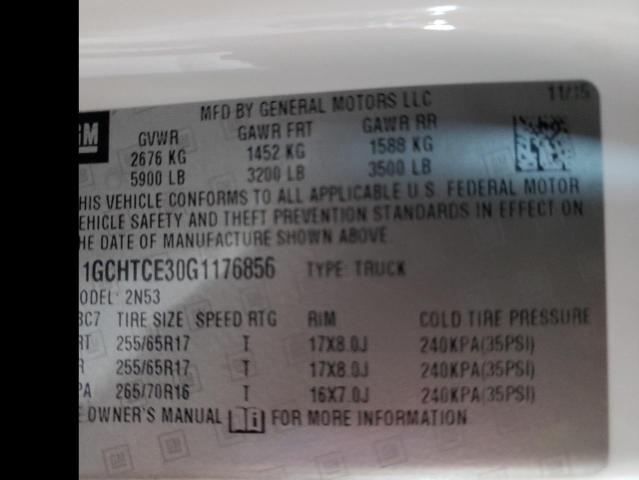 MFD BY GENERAL MOTORS LLC 11/15
GM
GVWR GAWR FRT GAWR RR
2676 KG 1452 KG 1588 KG
5900 LB 3200 LB 3500 LB
HIS VEHICLE CONFORMS TO ALL APPLICABLE U.S. FEDERAL MOTOR
EHICLE SAFETY AND THEFT PREVENTION STANDARDS IN EFFECT ON
HE DATE OF MANUFACTURE SHOWN ABOVE.
1GCHTCE30G1176856 TYPE: TRUCK
ODEL: 2N53
3C7 TIRE SIZE SPEED RTG RIM COLD TIRE PRESSURE
RT 255/65R17 T 17X8.0J 240KPA(35PSI)
R 255/65R17 T 17X8.0J 240KPA(35PSI)
PA 265/70R16 T 16X7.0J 240KPA(35PSI)
E OWNER'S MANUAL FOR MORE INFORMATION